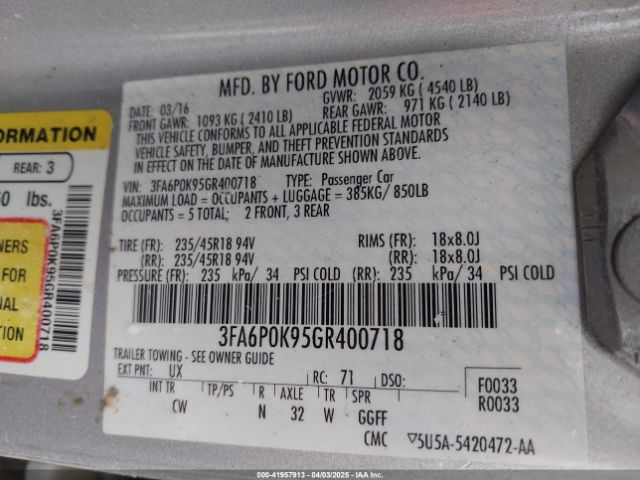 MFD. BY FORD MOTOR CO.
DATE: 03/16 GVWR: 2059 KG (4540 LB)
FRONT GAWR: 1093 KG (2410 LB) REAR GAWR: 971 KG (2140 LB)
THIS VEHICLE CONFORMS TO ALL APPLICABLE FEDERAL MOTOR
VEHICLE SAFETY, BUMPER, AND THEFT PREVENTION STANDARDS
IN EFFECT ON THE DATE OF MANUFACTURE SHOWN ABOVE.
VIN: 3FA6P0K95GR400718 TYPE: Passenger Car
MAXIMUM LOAD = OCCUPANTS + LUGGAGE = 385KG/ 850LB
OCCUPANTS = 5 TOTAL; 2 FRONT, 3 REAR
TIRE (FR): 235/45R18 94V RIMS (FR): 18x8.0J
(RR): 235/45R18 94V (RR): 18x8.0J
PRESSURE (FR): 235 kPa/ 34 PSI COLD (RR): 235 kPa/ 34 PSI COLD
3FA6P0K95GR400718
TRAILER TOWING - SEE OWNER GUIDE
EXT PNT: UX RC: 71 DSO:
INT TR TP/PS R AXLE TR SPR F0033
CW N 32 W GGFF R0033
CMC ▽5U5A-5420472-AA
FORMATION
REAR: 3
lbs.
3FA6P0K95GR400718
NERS
FOR
NAL
TION
000-41957913 - 04/03/2025 - IAAI.COM